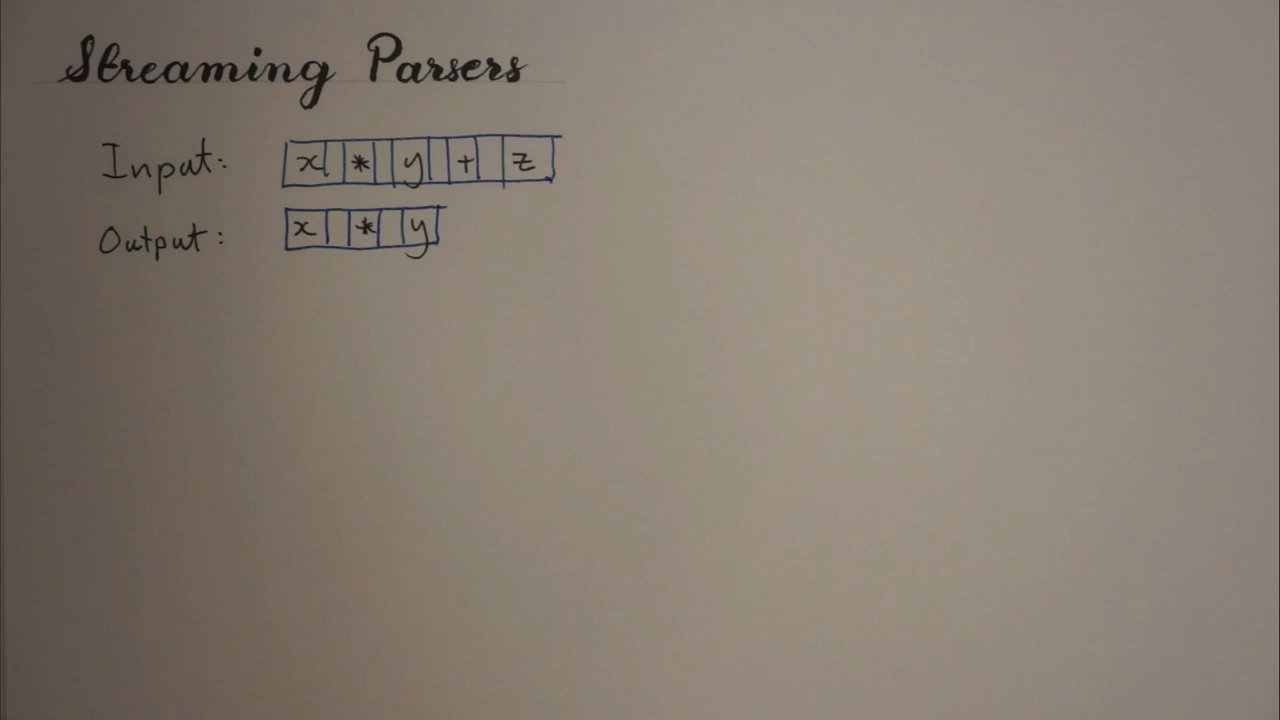 Streaming Parsers
Input: x * y + z
Output: x * y